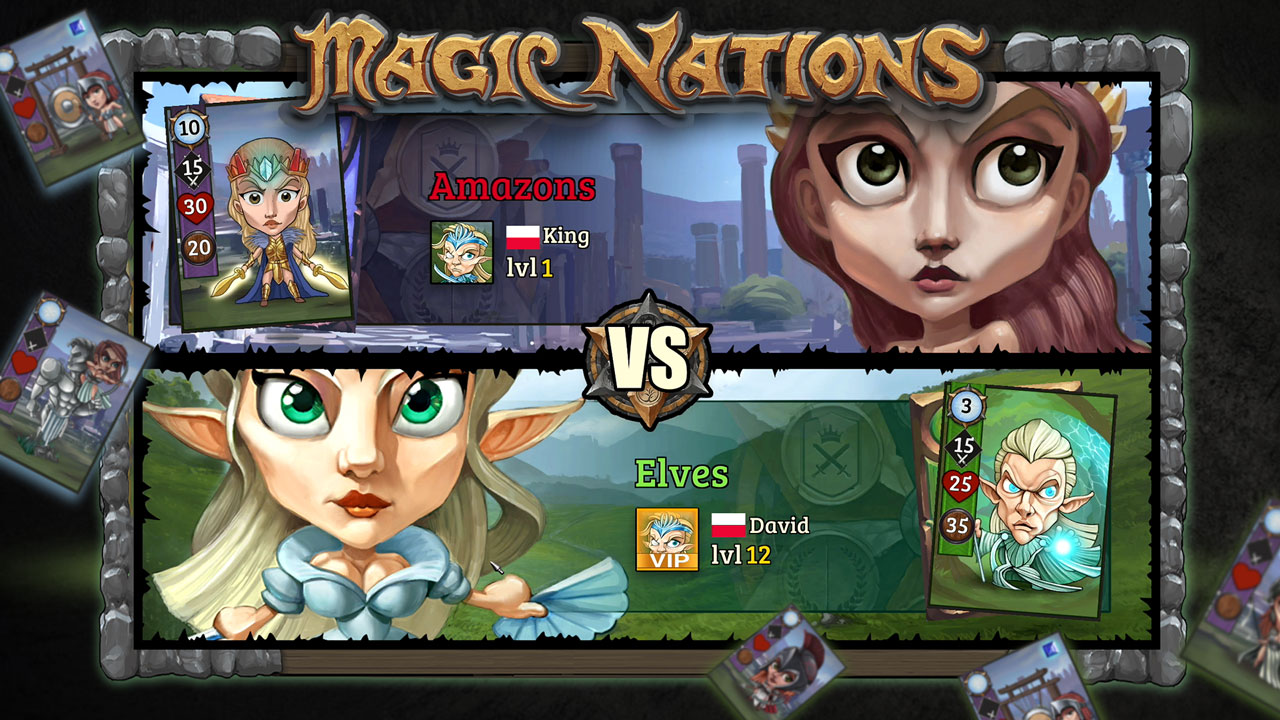 MAGIC NATIONS
10
15
30
20
Amazons
King
lvl 1
VS
Elves
VIP
David
lvl 12
3
15
25
35